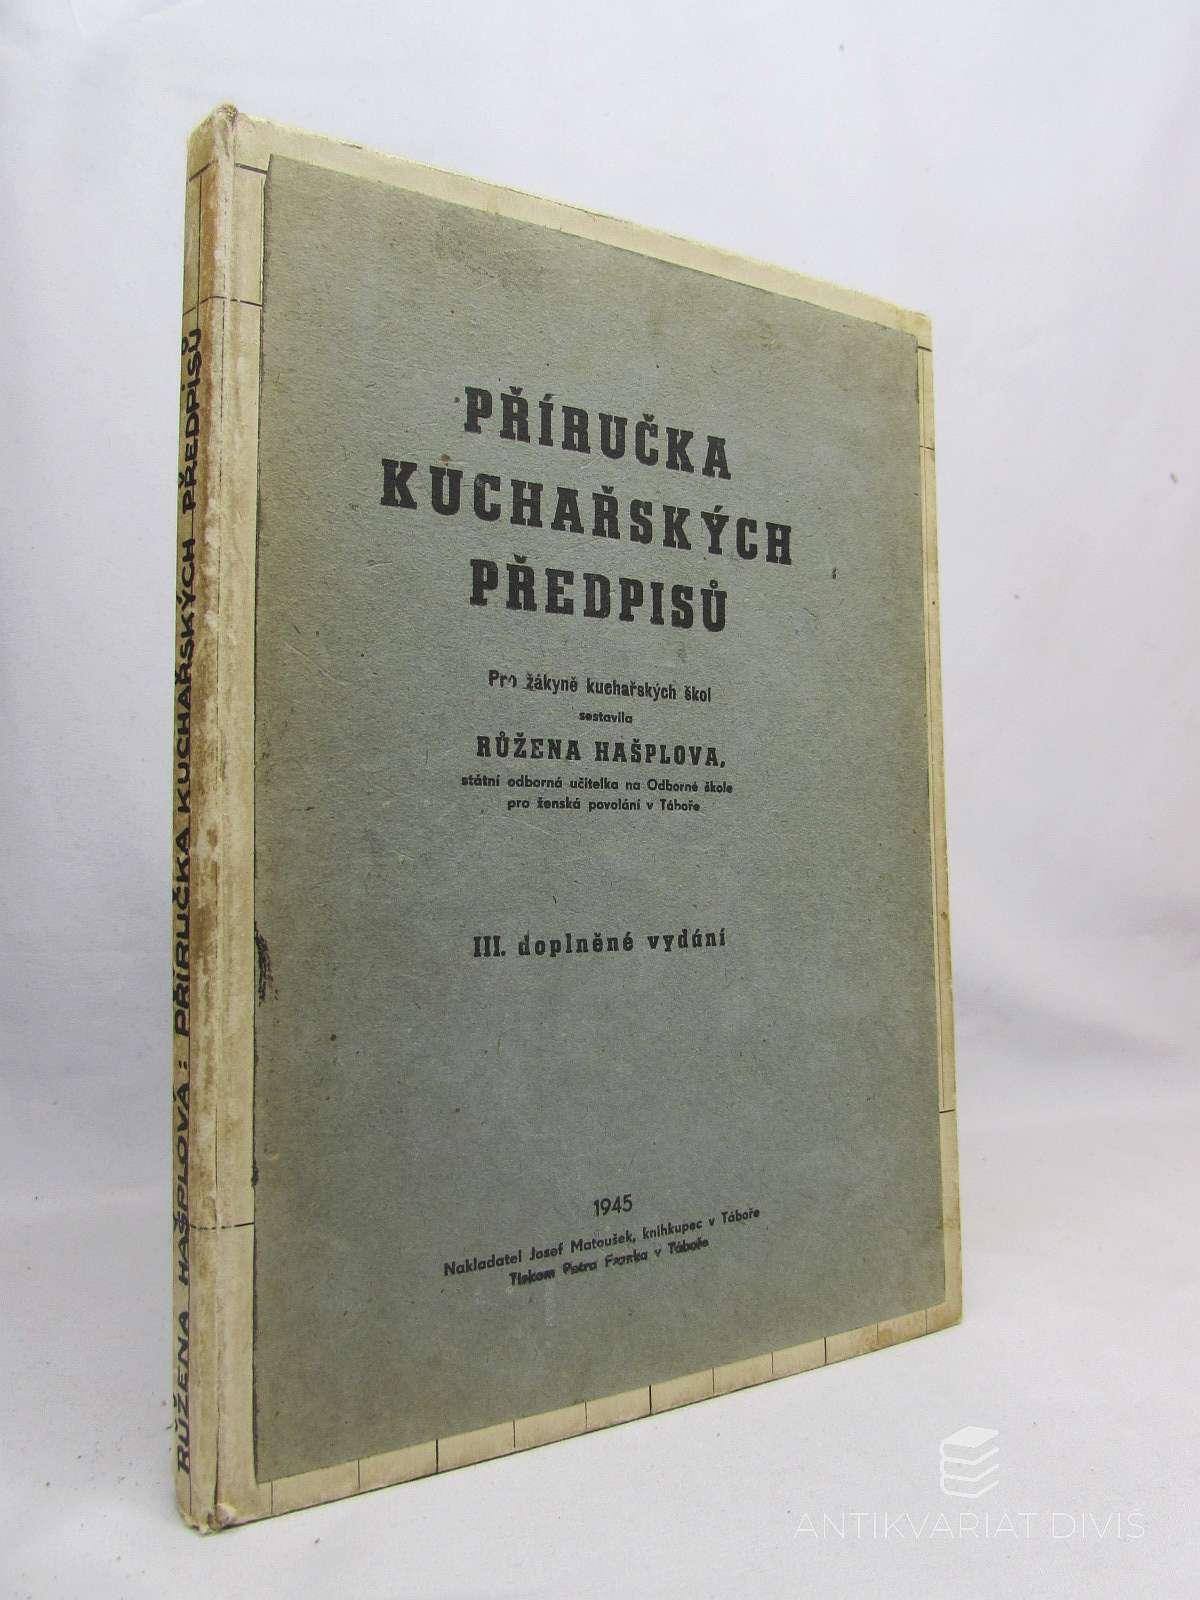 RŮŽENA HAŠPLOVÁ: PŘÍRUČKA KUCHAŘSKÝCH PŘEDPISŮ
PŘÍRUČKA
KUCHAŘSKÝCH
PŘEDPISŮ
Pro žákyně kuchařských škol
sestavila
RŮŽENA HAŠPLOVA,
státní odborná učitelka na Odborné škole
pro ženská povolání v Táboře
III. doplněné vydání
1945
Nakladatel Josef Matoušek, knihkupec v Táboře
Tiskem Petra Franka v Táboře
ANTIKVARIAT DIVIŠ